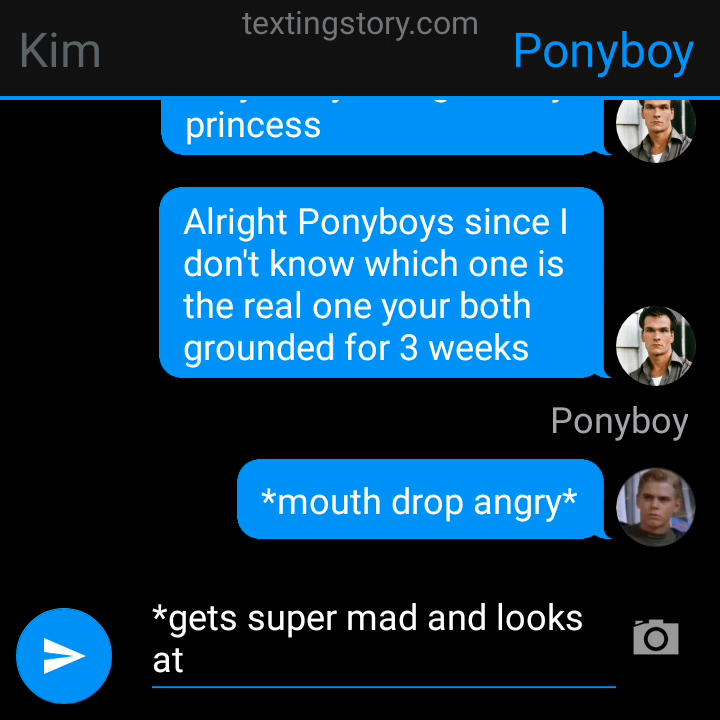 textingstory.com
Kim
Ponyboy
princess
Alright Ponyboys since I
don't know which one is
the real one your both
grounded for 3 weeks
Ponyboy
*mouth drop angry*
*gets super mad and looks
at